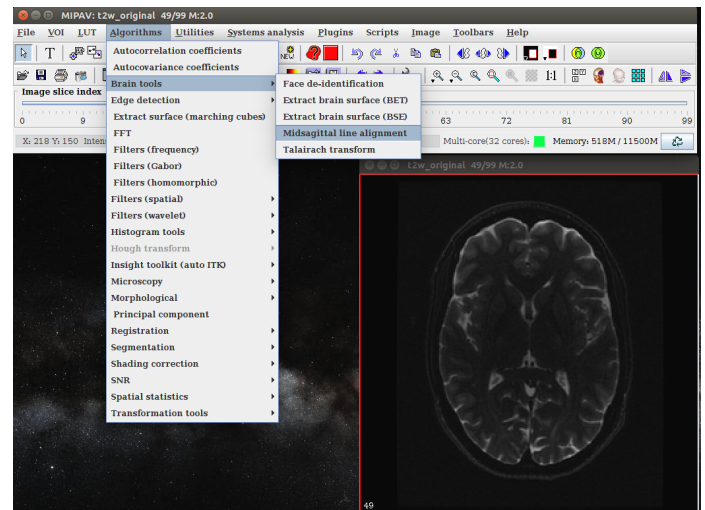 MIPAV: t2w_original 49/99 M:2.0
File VOI LUT Algorithms Utilities Systems analysis Plugins Scripts Image Toolbars Help
T NEW
1:1
Image slice index
0 9 63 72 81 90 99
X: 218 Y: 150 Inten
Multi-core(32 cores): Memory: 518M / 11500M
Autocorrelation coefficients
Autocovariance coefficients
Brain tools
Edge detection
Extract surface (marching cubes)
FFT
Filters (frequency)
Filters (Gabor)
Filters (homomorphic)
Filters (spatial)
Filters (wavelet)
Histogram tools
Hough transform
Insight toolkit (auto ITK)
Microscopy
Morphological
Principal component
Registration
Segmentation
Shading correction
SNR
Spatial statistics
Transformation tools
Face de-identification
Extract brain surface (BET)
Extract brain surface (BSE)
Midsagittal line alignment
Talairach transform
t2w_original 49/99 M:2.0
49